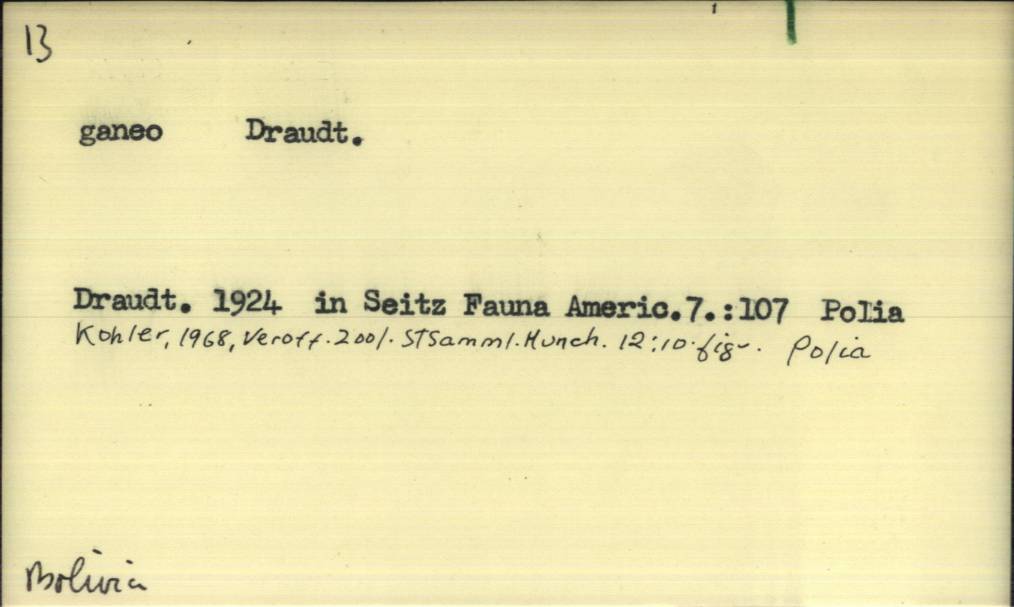 13
ganeo Draudt.
Draudt. 1924 in Seitz Fauna Americ.7.:107 Polia
Kohler, 1968, Veroff. Zool. STSamml. Munch. 12:10. fig. Polia
Bolivia